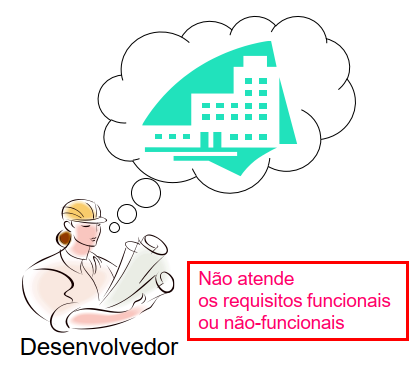 Não atende
os requisitos funcionais
ou não-funcionais
Desenvolvedor